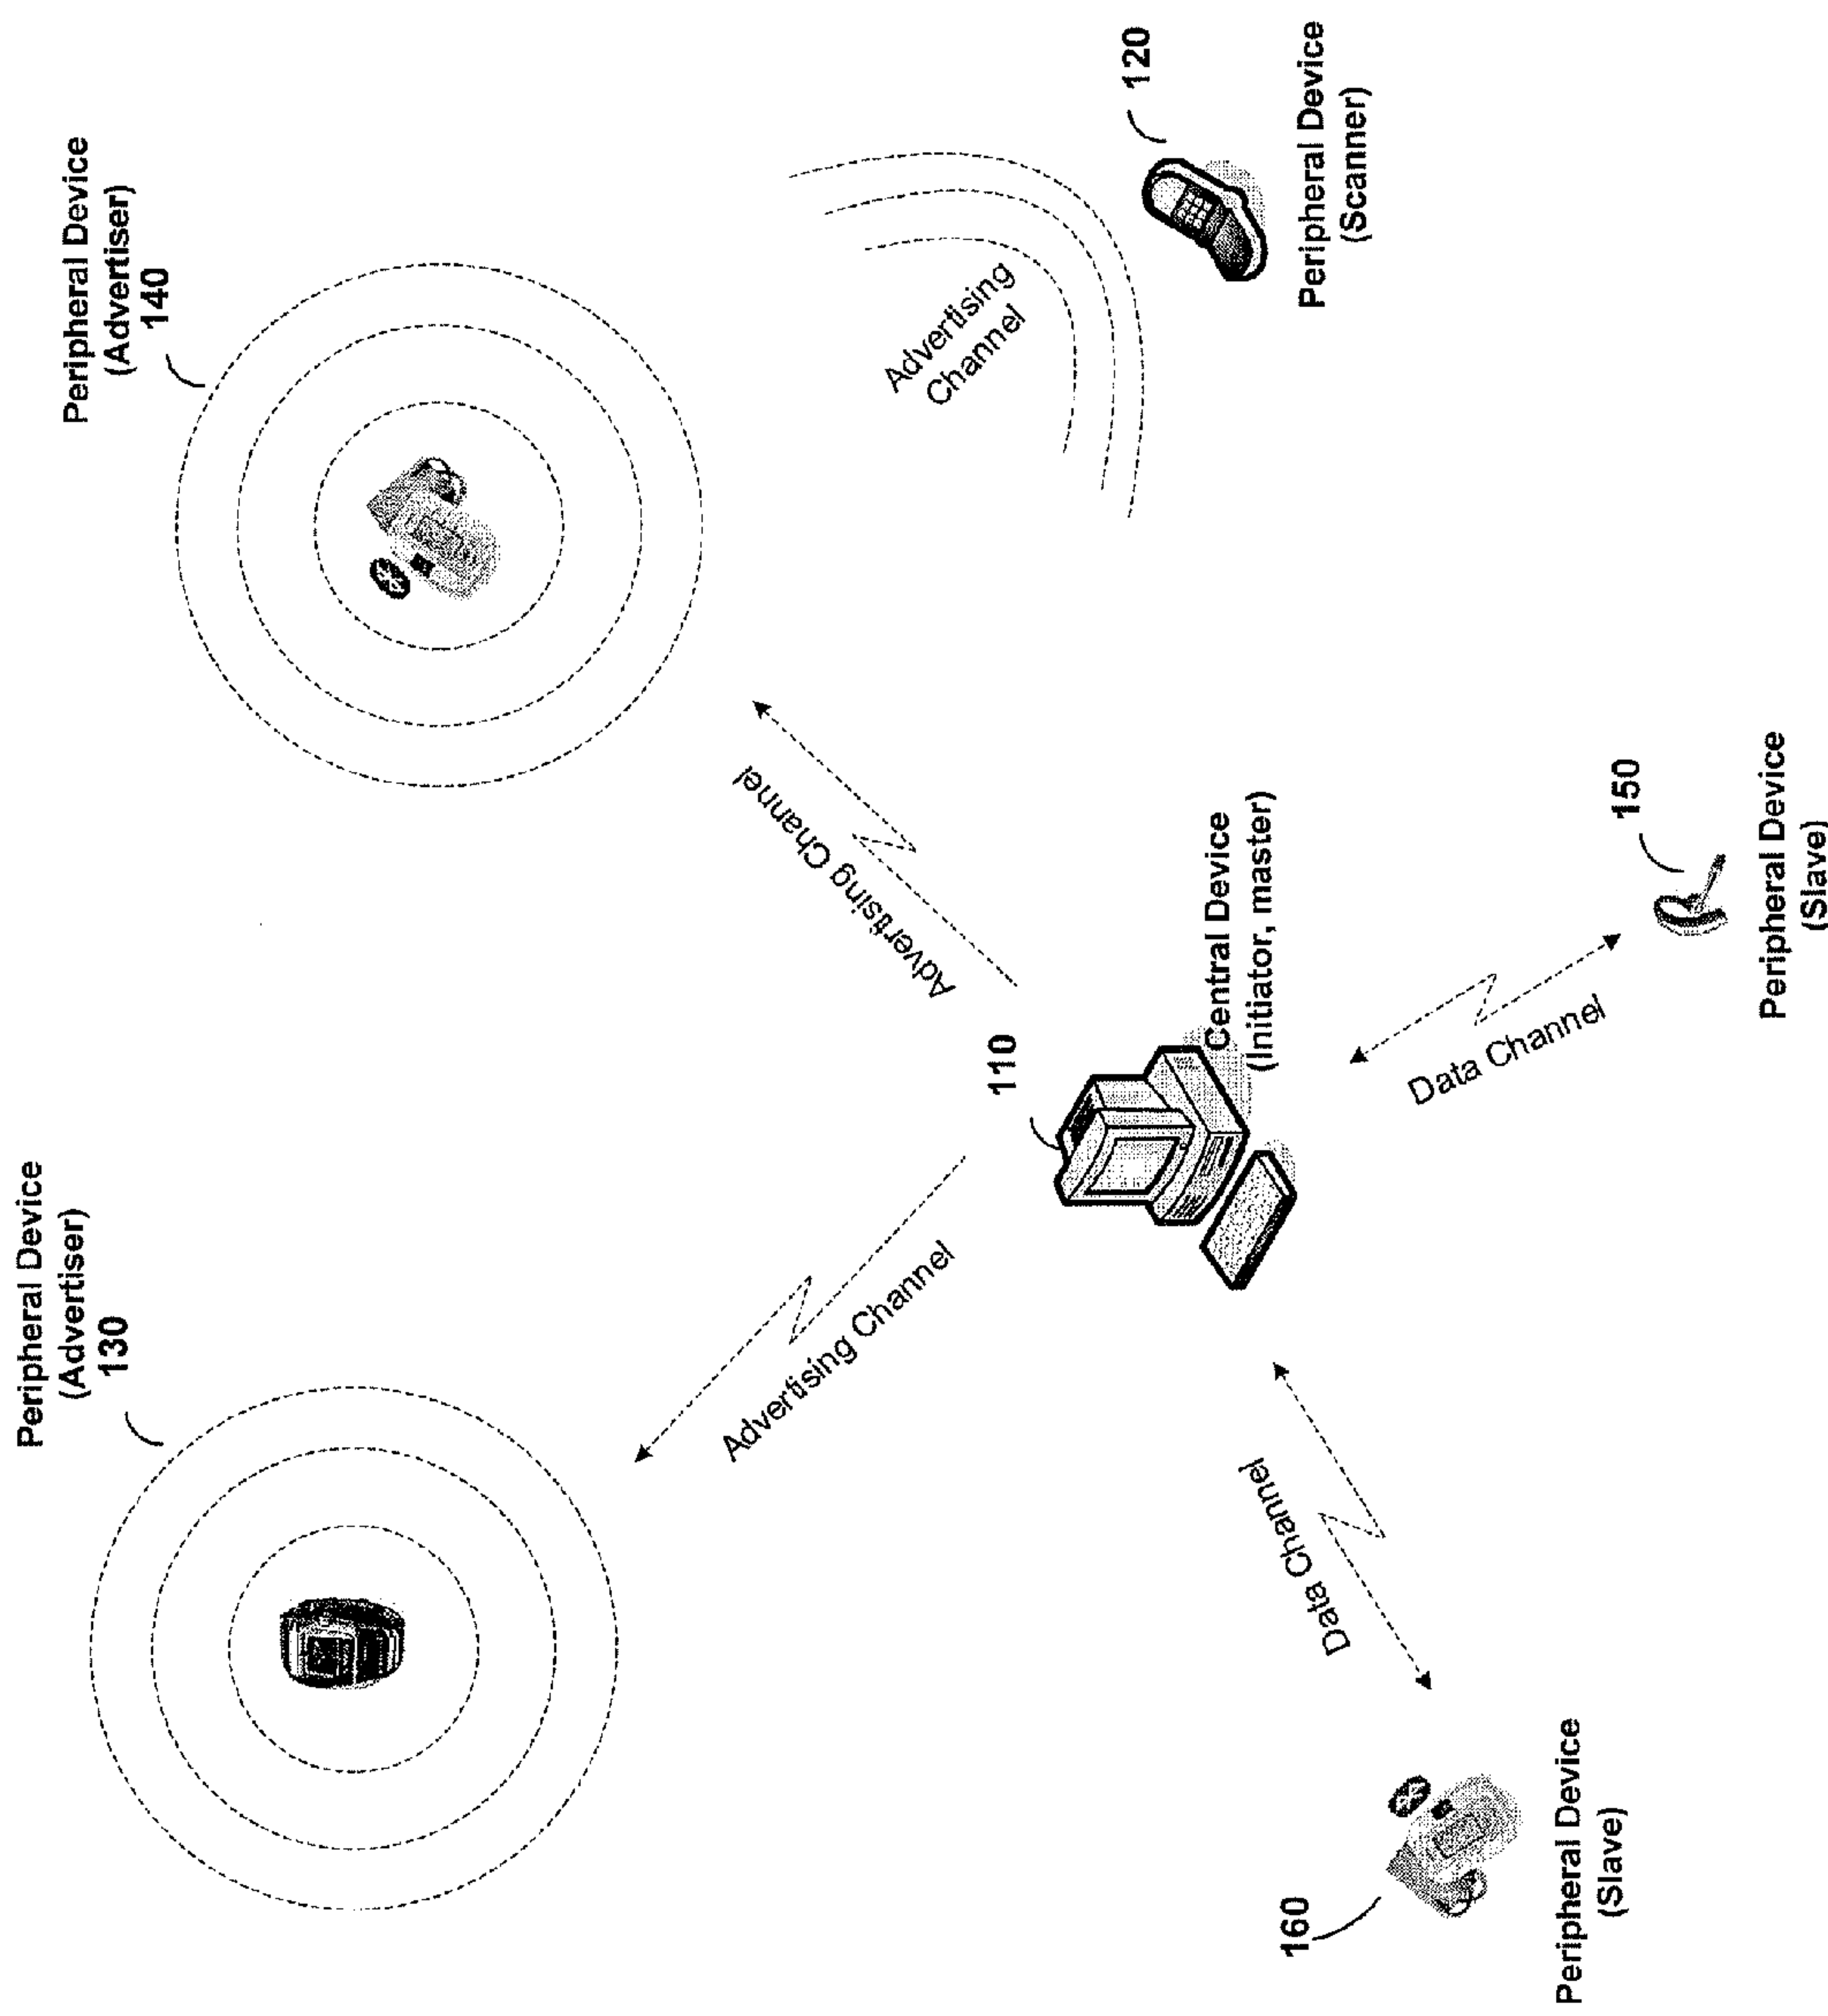 Peripheral Device
(Advertiser)
130
Peripheral Device
(Advertiser)
140
Advertising Channel
Advertising Channel
Advertising
Channel
110
Central Device
(Initiator, master)
120
Peripheral Device
(Scanner)
Data Channel
Data Channel
160
Peripheral Device
(Slave)
150
Peripheral Device
(Slave)